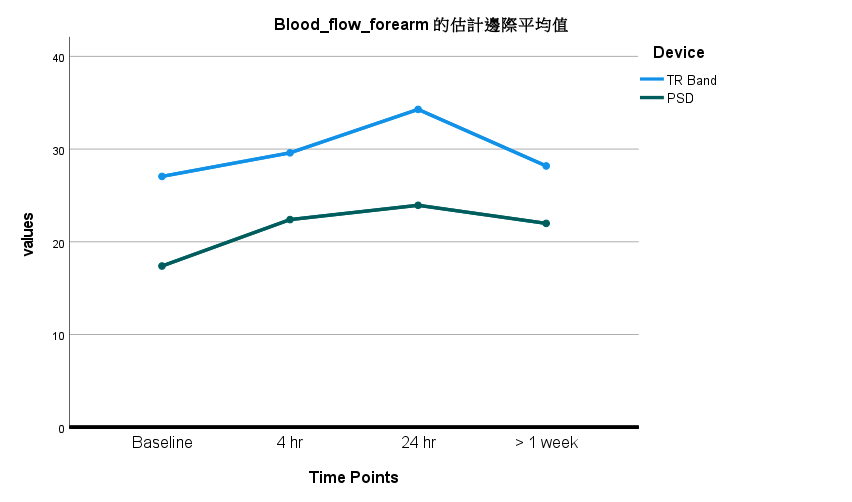 Blood_flow_forearm 的估計邊際平均值
Device
TR Band
PSD
values
40
30
20
10
0
Baseline
4 hr
24 hr
> 1 week
Time Points